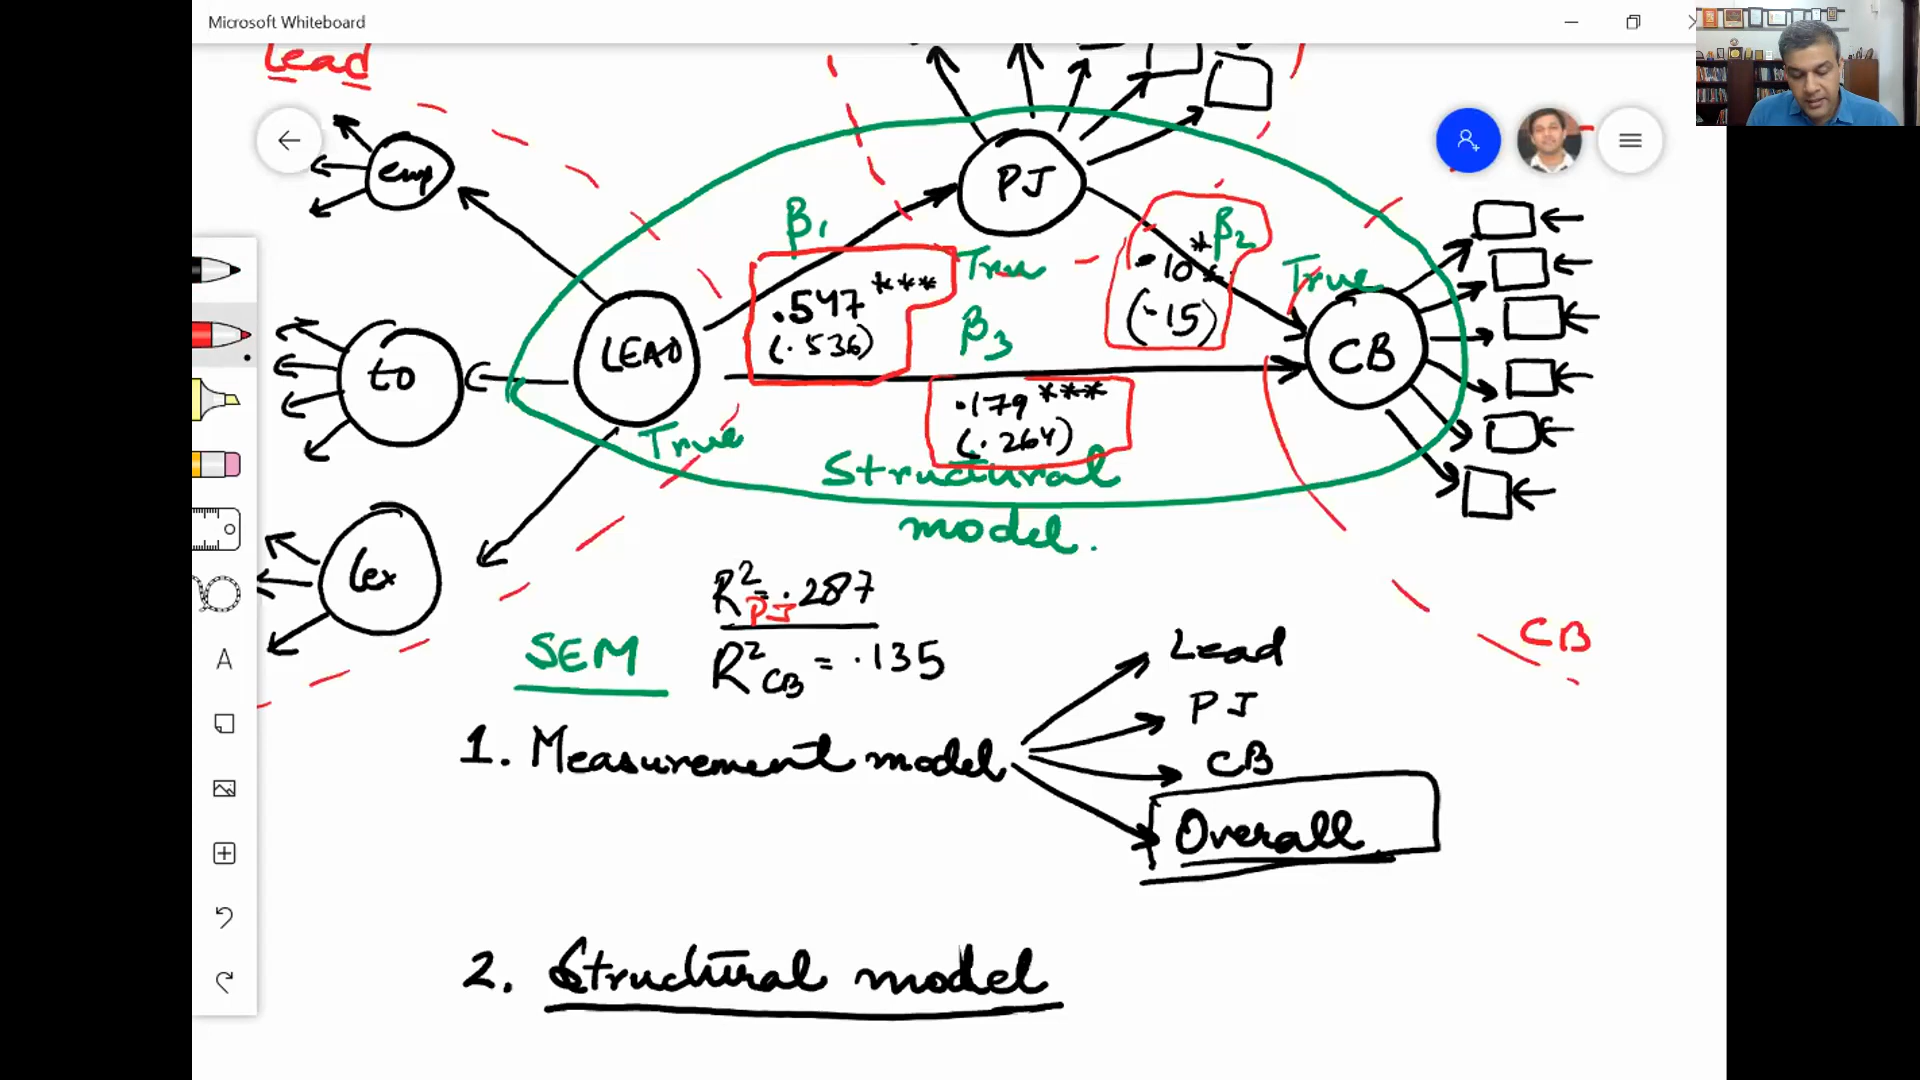 Microsoft Whiteboard
Lead
emp
PJ
β1
β2
True
*
.10*
True
.547***
(.536)
(.15)
β3
LEAD
CB
to
.179***
(.264)
True
Structural
model.
lex
R² = .287
PJ
SEM
R²CB = .135
CB
Lead
PJ
1. Measurement model
CB
Overall
A
2. Structural model